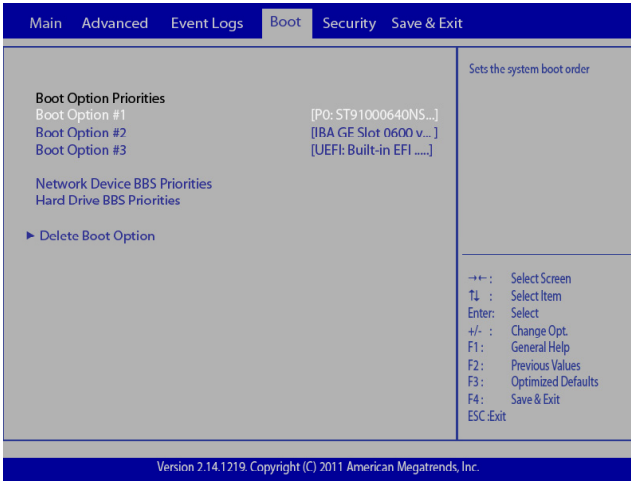 Main Advanced Event Logs Boot Security Save & Exit
Sets the system boot order
Boot Option Priorities
Boot Option #1 [P0: ST91000640NS...]
Boot Option #2 [IBA GE Slot 0600 v... ]
Boot Option #3 [UEFI: Built-in EFI .....]
Network Device BBS Priorities
Hard Drive BBS Priorities
► Delete Boot Option
→← : Select Screen
↑↓ : Select Item
Enter: Select
+/- : Change Opt.
F1 : General Help
F2 : Previous Values
F3 : Optimized Defaults
F4 : Save & Exit
ESC :Exit
Version 2.14.1219. Copyright (C) 2011 American Megatrends, Inc.